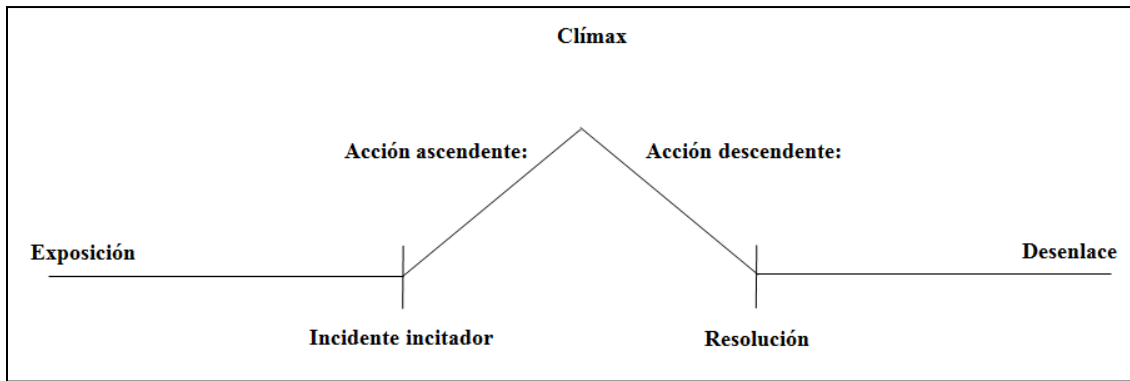 Clímax
Acción ascendente:
Acción descendente:
Exposición
Desenlace
Incidente incitador
Resolución